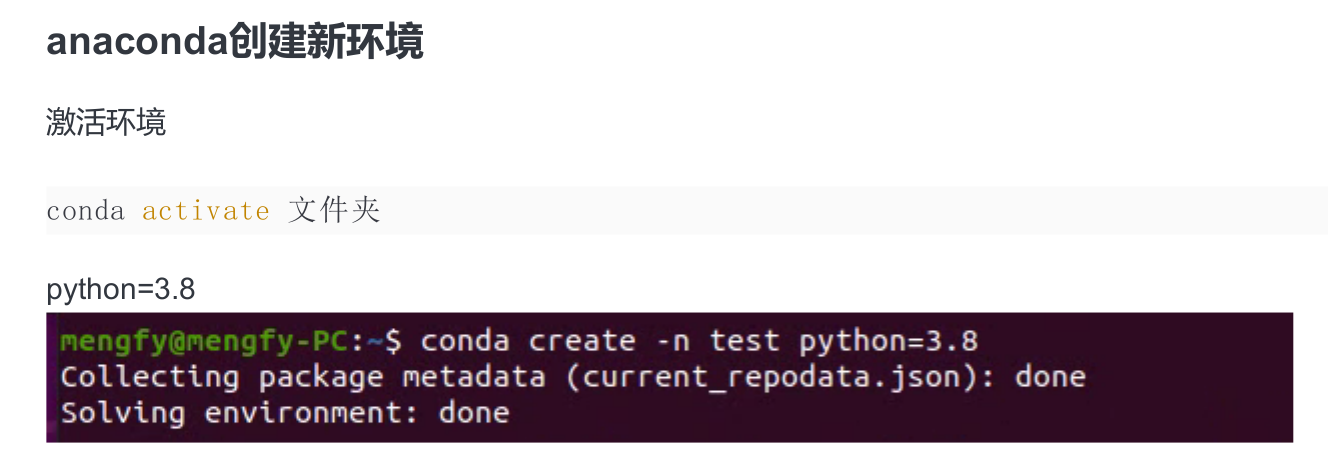 anaconda创建新环境
激活环境
conda activate 文件夹
python=3.8
mengfy@mengfy-PC:~$ conda create -n test python=3.8
Collecting package metadata (current_repodata.json): done
Solving environment: done